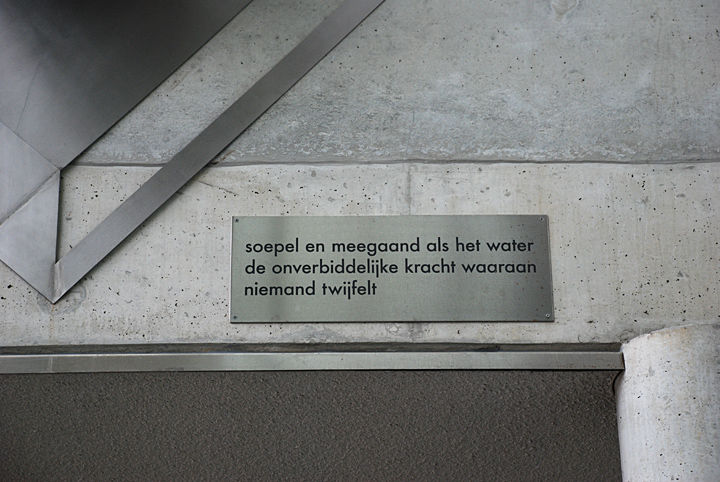 soepel en meegaand als het water
de onverbiddelijke kracht waaraan
niemand twijfelt